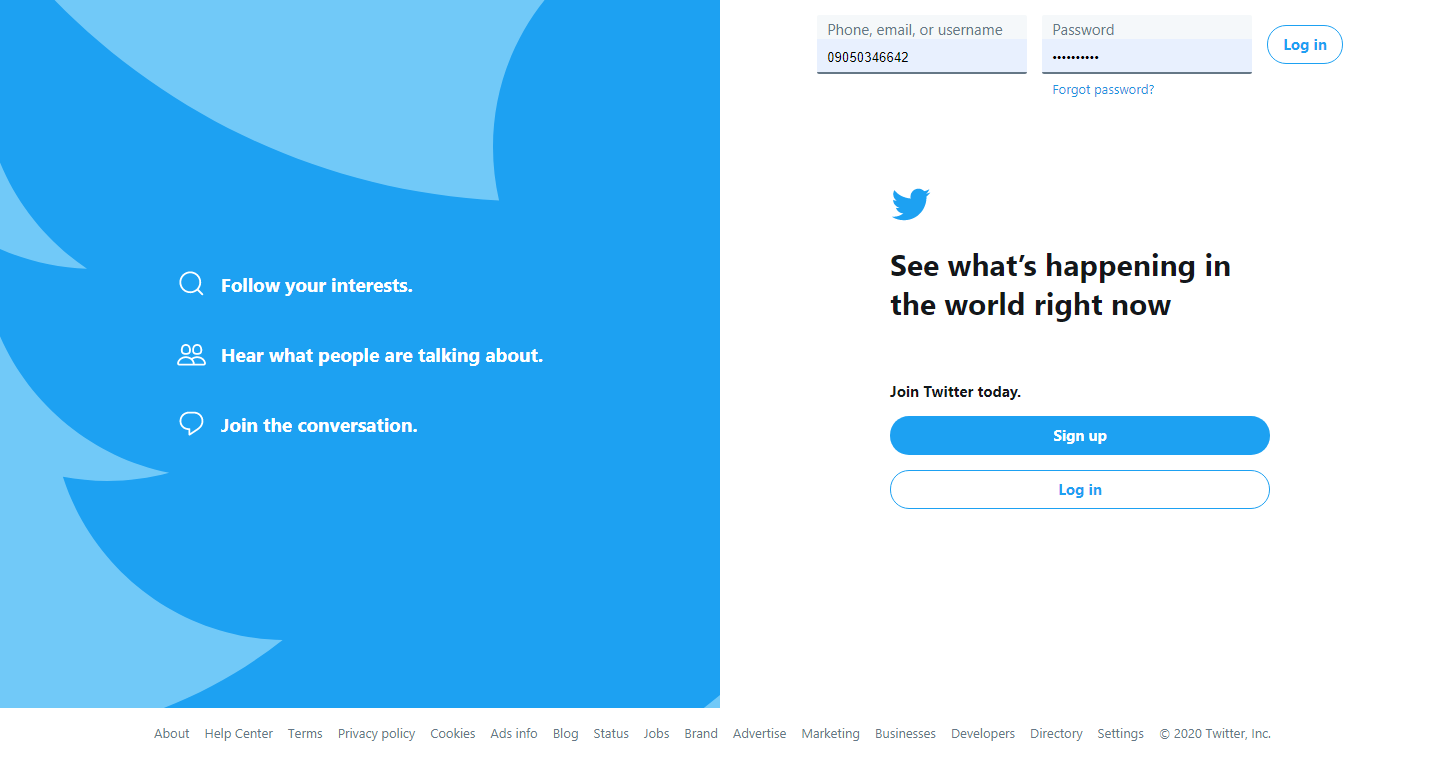 Phone, email, or username
09050346642
Password
••••••••••
Log in
Forgot password?
Follow your interests.
Hear what people are talking about.
Join the conversation.
See what’s happening in
the world right now
Join Twitter today.
Sign up
Log in
About Help Center Terms Privacy policy Cookies Ads info Blog Status Jobs Brand Advertise Marketing Businesses Developers Directory Settings © 2020 Twitter, Inc.